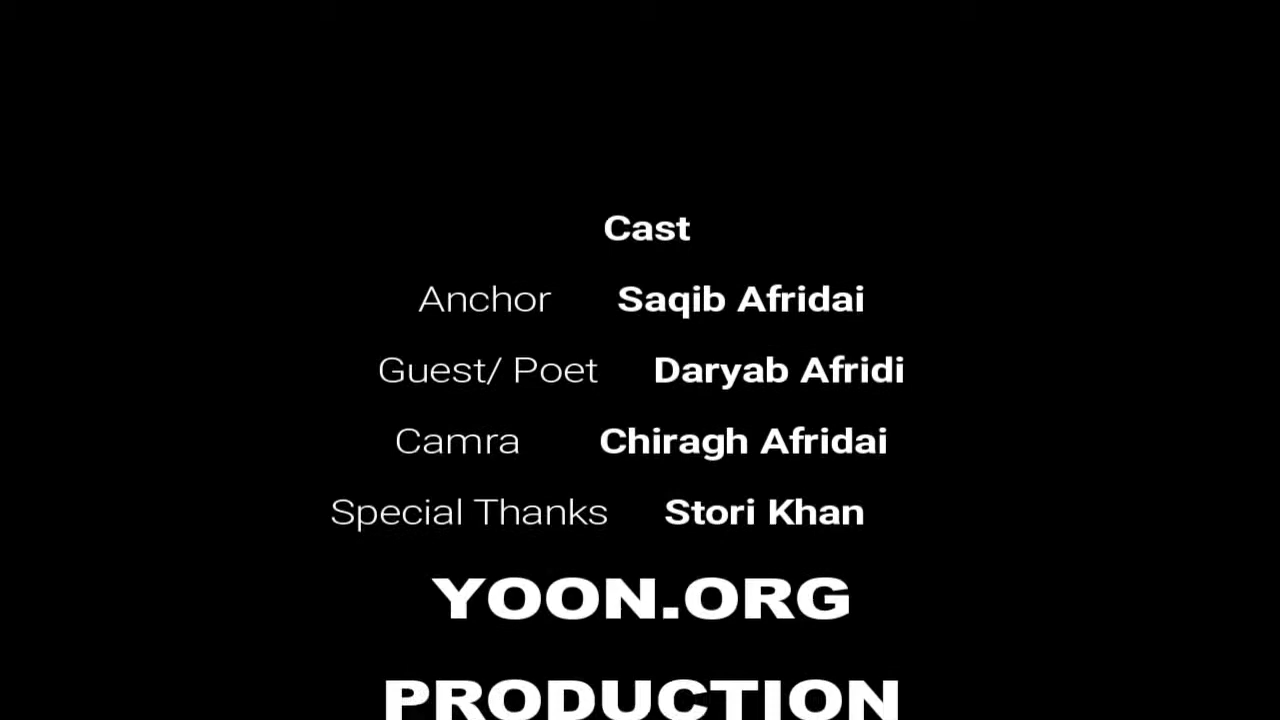 Cast
Anchor Saqib Afridai
Guest/ Poet Daryab Afridi
Camra Chiragh Afridai
Special Thanks Stori Khan
YOON.ORG
PRODUCTION